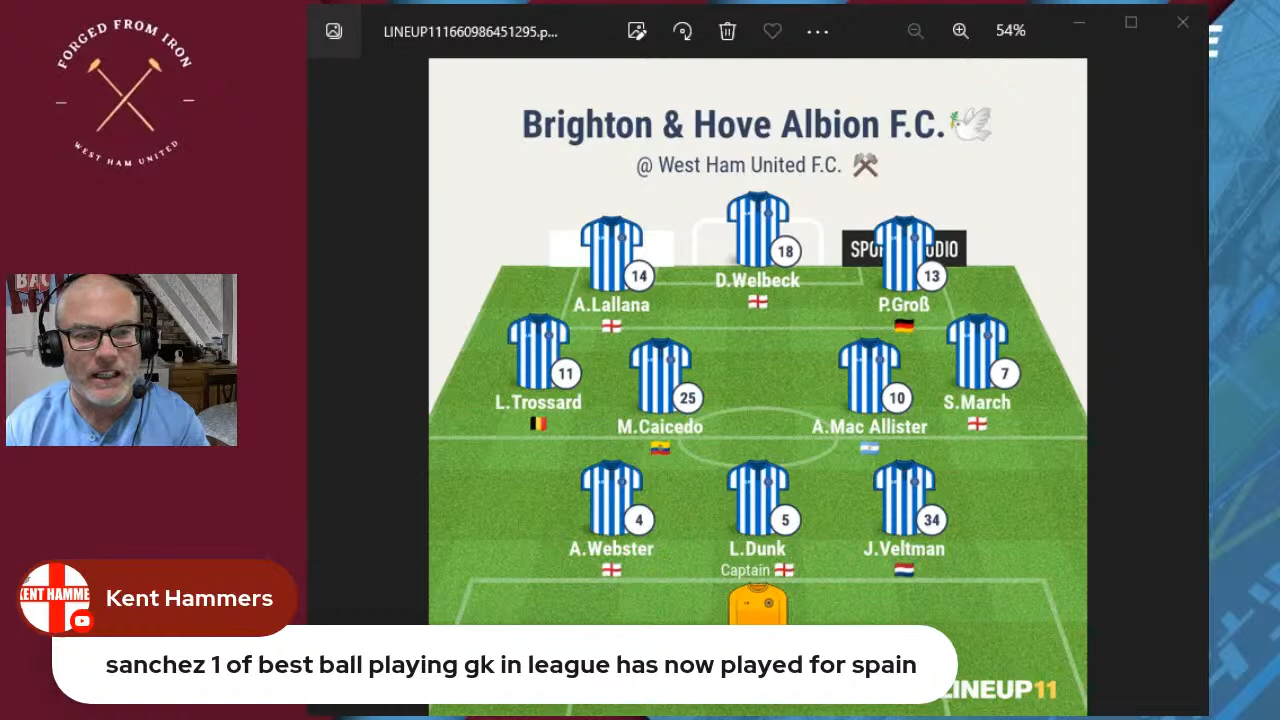 FORGED FROM IRON
WEST HAM UNITED
LINEUP111660986451295.p...
54%
Brighton & Hove Albion F.C.
@ West Ham United F.C.
18
D.Welbeck
14
A.Lallana
13
P.Groß
11
L.Trossard
25
M.Caicedo
10
A.Mac Allister
7
S.March
4
A.Webster
5
L.Dunk
Captain
34
J.Veltman
Kent Hammers
sanchez 1 of best ball playing gk in league has now played for spain
LINEUP11